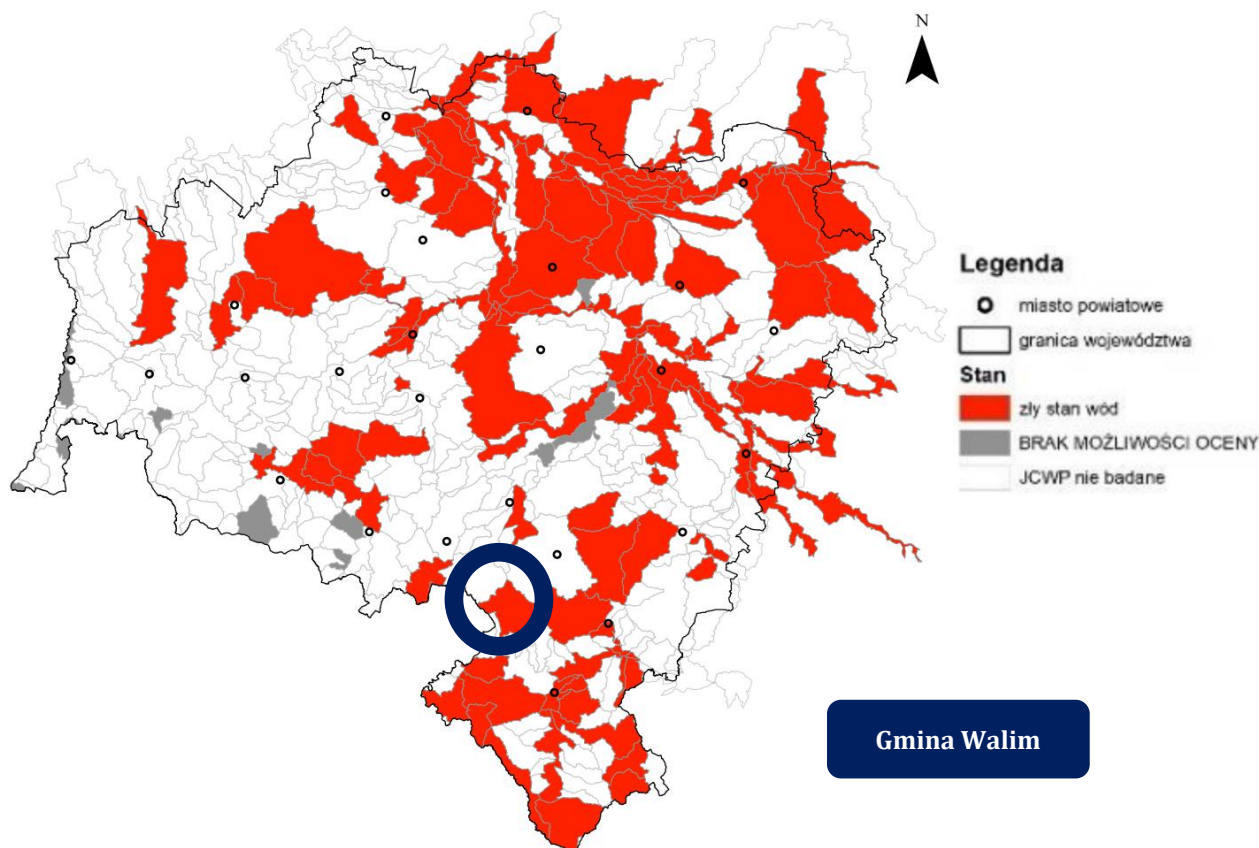 N
Legenda
miasto powiatowe
granica województwa
Stan
zły stan wód
BRAK MOŻLIWOŚCI OCENY
JCWP nie badane
Gmina Walim